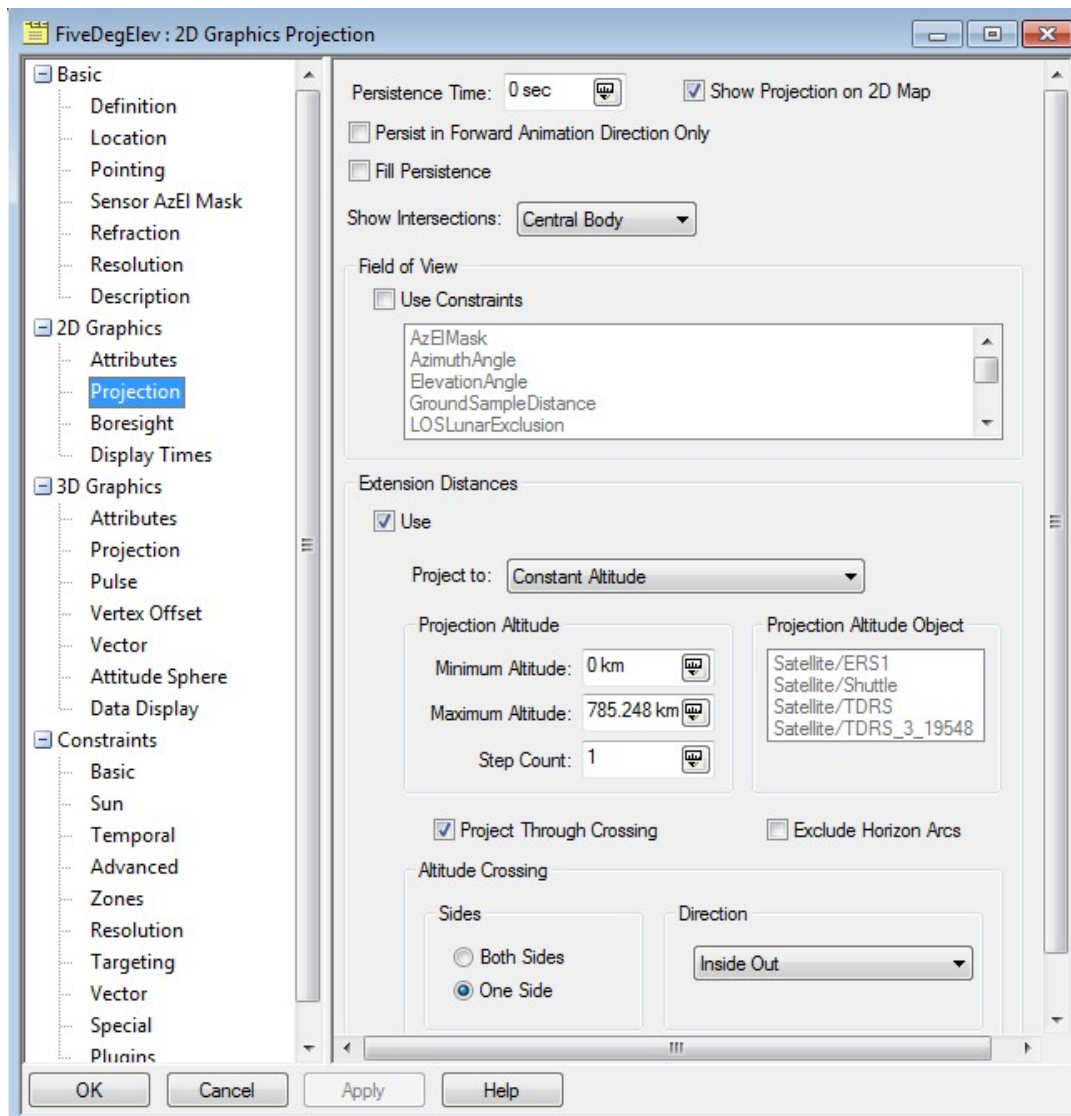 FiveDegElev : 2D Graphics Projection
Basic
Definition
Location
Pointing
Sensor AzEl Mask
Refraction
Resolution
Description
2D Graphics
Attributes
Projection
Boresight
Display Times
3D Graphics
Attributes
Projection
Pulse
Vertex Offset
Vector
Attitude Sphere
Data Display
Constraints
Basic
Sun
Temporal
Advanced
Zones
Resolution
Targeting
Vector
Special
Plugins
Persistence Time: 0 sec Show Projection on 2D Map
Persist in Forward Animation Direction Only
Fill Persistence
Show Intersections: Central Body
Field of View
Use Constraints
AzElMask
AzimuthAngle
ElevationAngle
GroundSampleDistance
LOSLunarExclusion
Extension Distances
Use
Project to: Constant Altitude
Projection Altitude
Minimum Altitude: 0 km
Maximum Altitude: 785.248 km
Step Count: 1
Projection Altitude Object
Satellite/ERS1
Satellite/Shuttle
Satellite/TDRS
Satellite/TDRS_3_19548
Project Through Crossing Exclude Horizon Arcs
Altitude Crossing
Sides
Both Sides
One Side
Direction
Inside Out
OK Cancel Apply Help